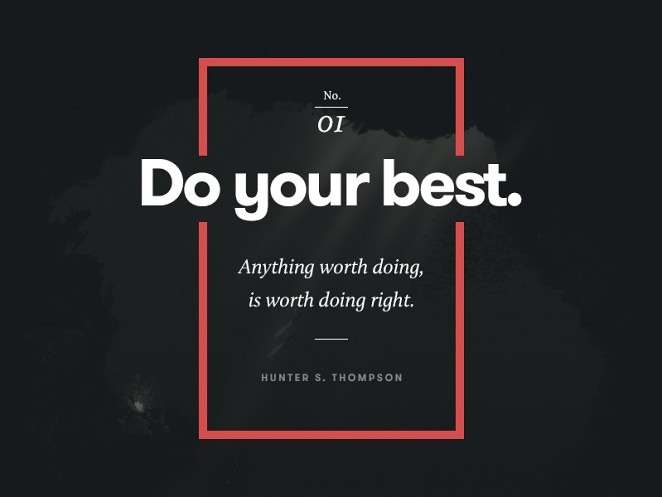 No.
01
Do your best.
Anything worth doing,
is worth doing right.
HUNTER S. THOMPSON